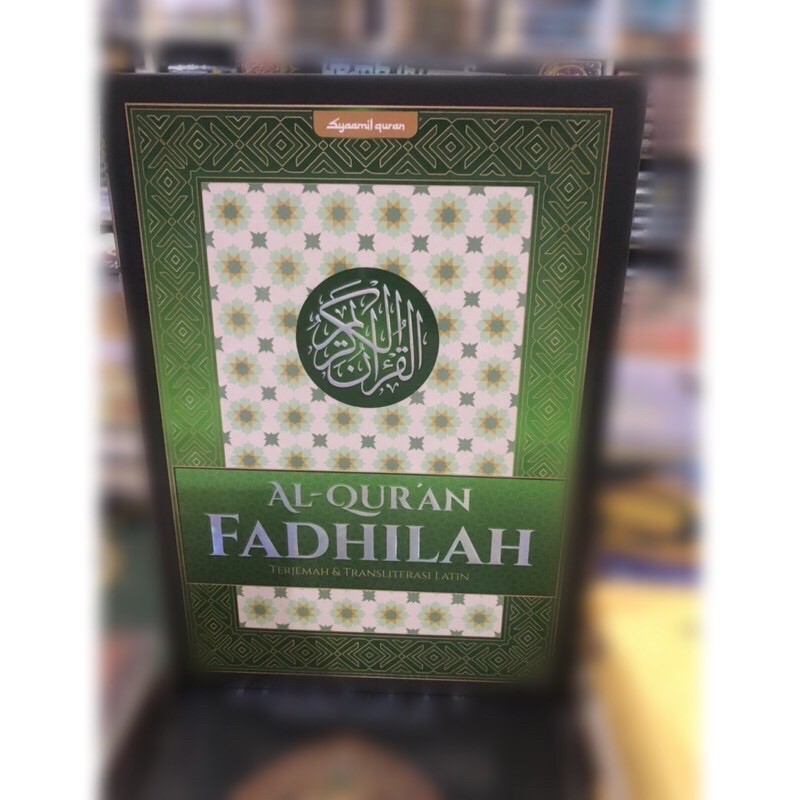 Syaamil quran
القرآن الكريم
AL-QUR'AN
FADHILAH
TERJEMAH & TRANSLITERASI LATIN